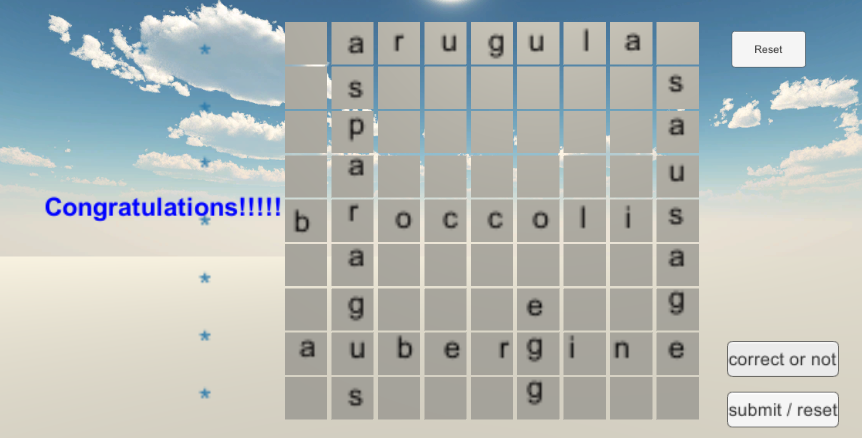 a r u g u l a
Reset
s s
p a
a u
Congratulations!!!!!
b r o c c o l i s
a a
g e g
a u b e r g i n e
correct or not
s g
submit / reset